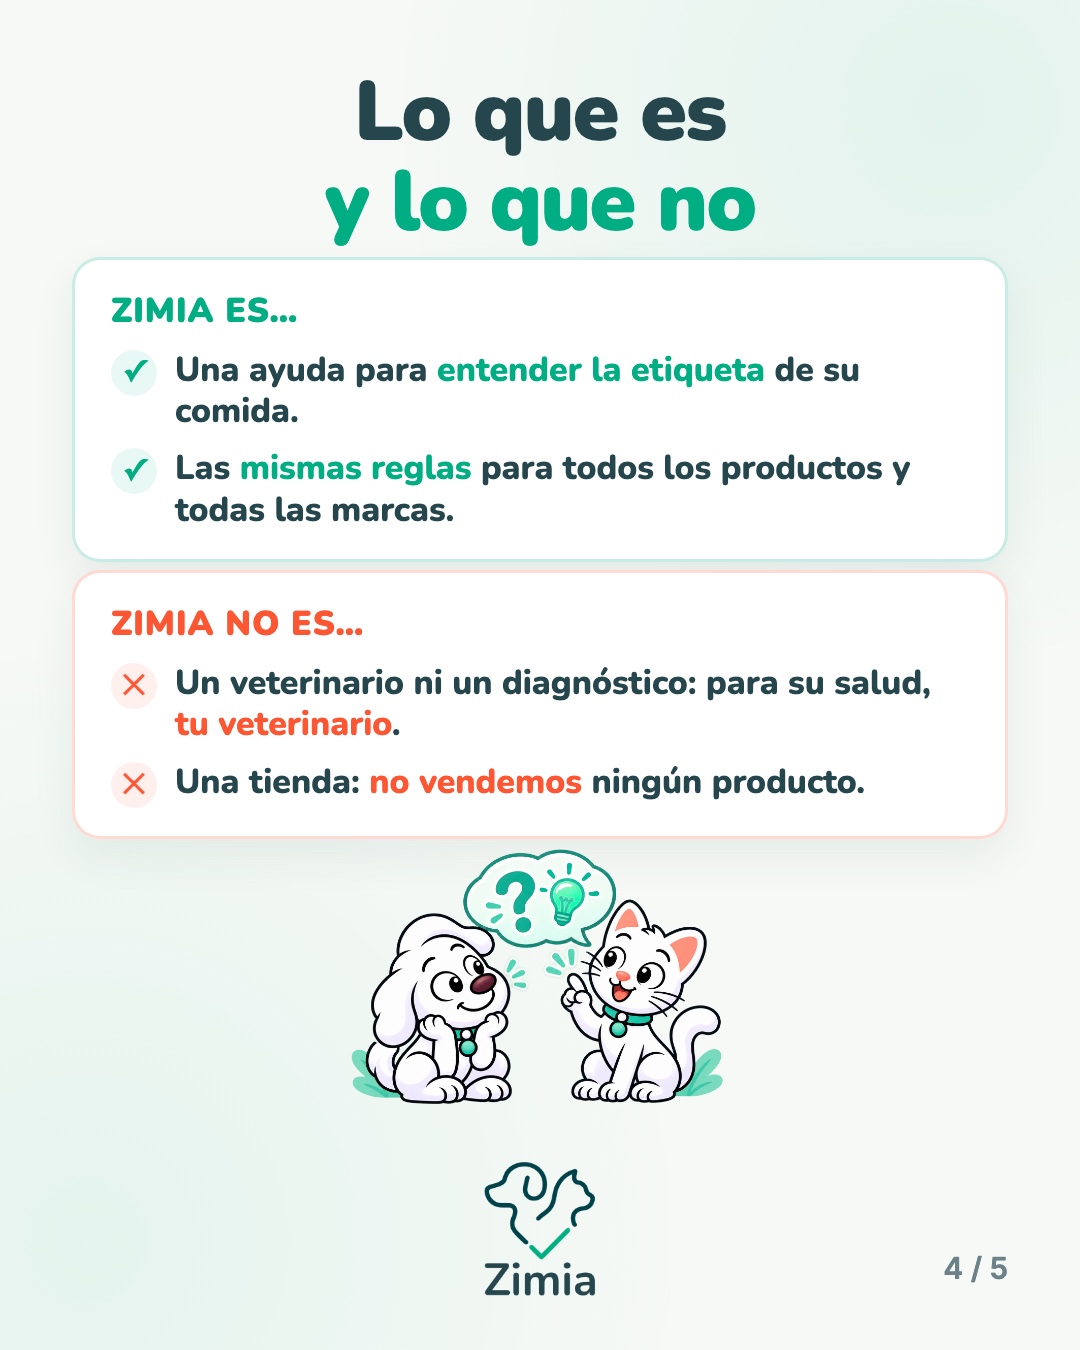 Lo que es
y lo que no
ZIMIA ES...
✓ Una ayuda para entender la etiqueta de su
comida.
✓ Las mismas reglas para todos los productos y
todas las marcas.
ZIMIA NO ES...
✕ Un veterinario ni un diagnóstico: para su salud,
tu veterinario.
✕ Una tienda: no vendemos ningún producto.
?
Zimia
4 / 5